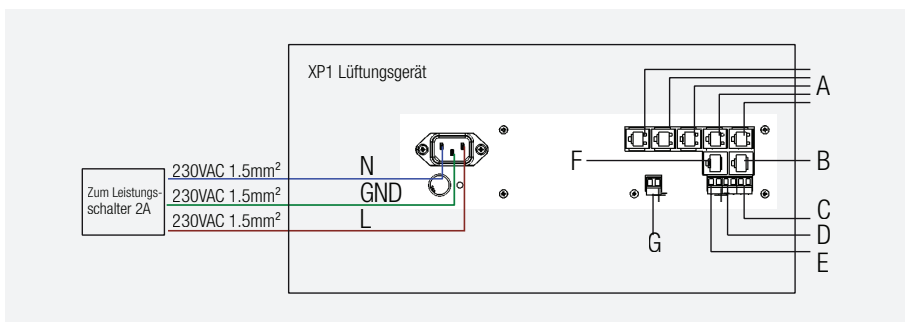 XP1 Lüftungsgerät
A
F
B
230VAC 1.5mm²
N
Zum Leistungs-
schalter 2A
230VAC 1.5mm²
GND
230VAC 1.5mm²
L
C
G
D
E